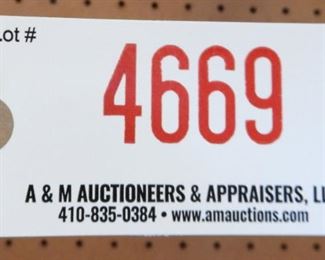 Lot #
4669
A & M AUCTIONEERS & APPRAISERS, LL
410-835-0384 • www.amauctions.com